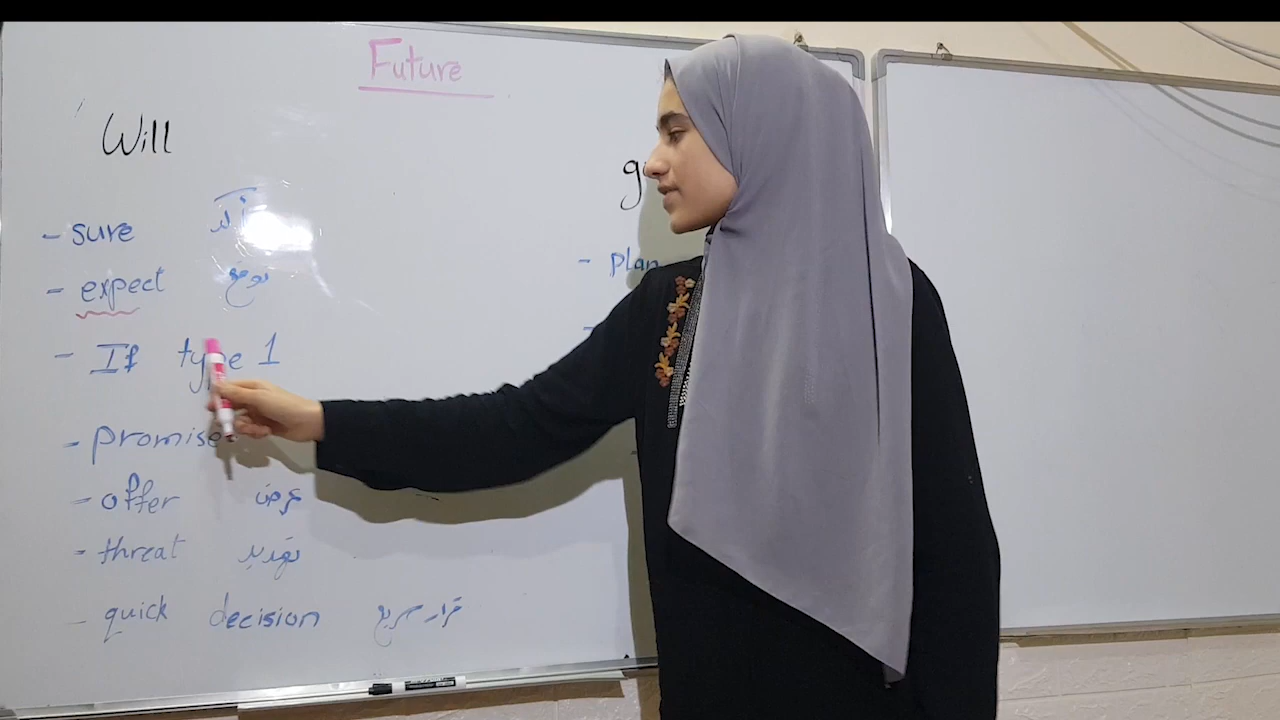 Future
Will
- sure
- expect توقع
- If type 1
- promise
- offer عرض
- threat تهديد
- quick decision قرار سريع
- plan